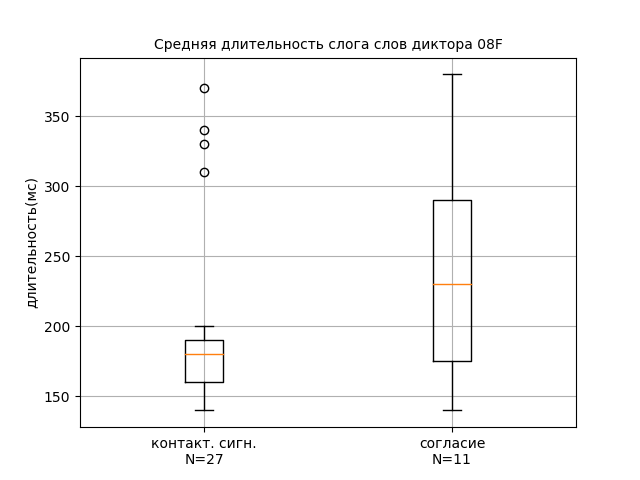 Средняя длительность слога слов диктора 08F
длительность(мс)
350
300
250
200
150
контакт. сигн.
N=27
согласие
N=11